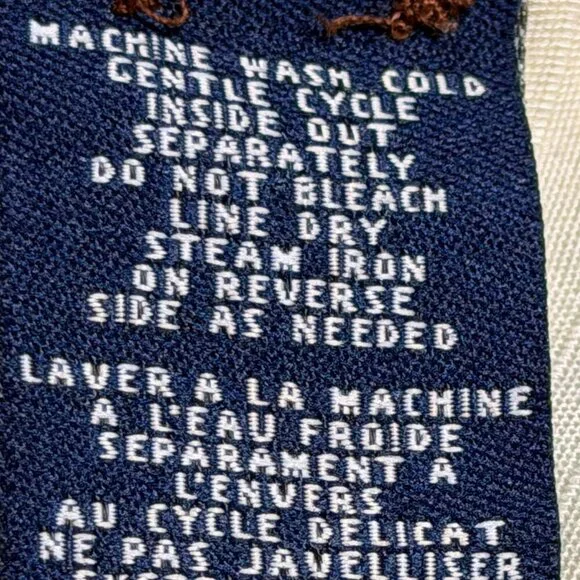 MACHINE WASH COLD
GENTLE CYCLE
INSIDE OUT
SEPARATELY
DO NOT BLEACH
LINE DRY
STEAM IRON
ON REVERSE
SIDE AS NEEDED
LAVER A LA MACHINE
A L'EAU FROIDE
SEPARAMENT A
L'ENVERS
AU CYCLE DELICAT
NE PAS JAVELLISER